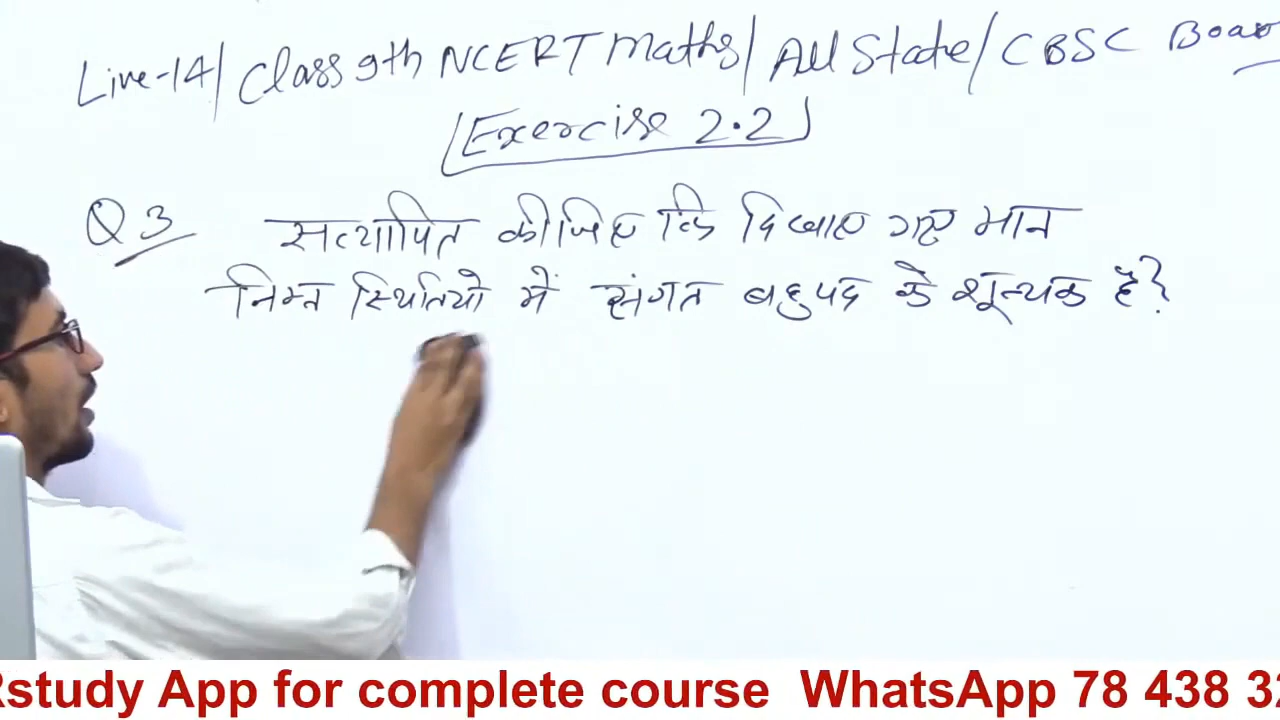 Live-14/ Class 9th NCERT Maths/ All State/ CBSC Boar
Exercise 2.2
Q 3 सत्यापित कीजिए कि दिखाए गए मान
निम्न स्थितियो में संगत बहुपद के शून्यक है?
Rstudy App for complete course WhatsApp 78 438 32